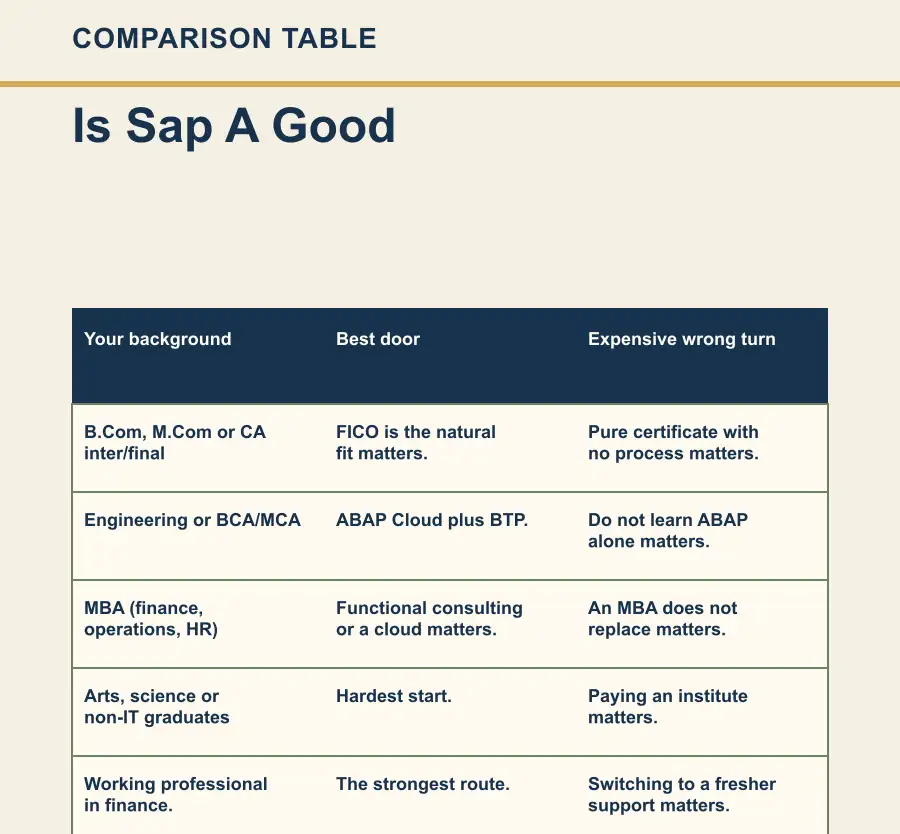 COMPARISON TABLE
Is Sap A Good
Your background
Best door
Expensive wrong turn
B.Com, M.Com or CA
inter/final
FICO is the natural
fit matters.
Pure certificate with
no process matters.
Engineering or BCA/MCA
ABAP Cloud plus BTP.
Do not learn ABAP
alone matters.
MBA (finance,
operations, HR)
Functional consulting
or a cloud matters.
An MBA does not
replace matters.
Arts, science or
non-IT graduates
Hardest start.
Paying an institute
matters.
Working professional
in finance.
The strongest route.
Switching to a fresher
support matters.